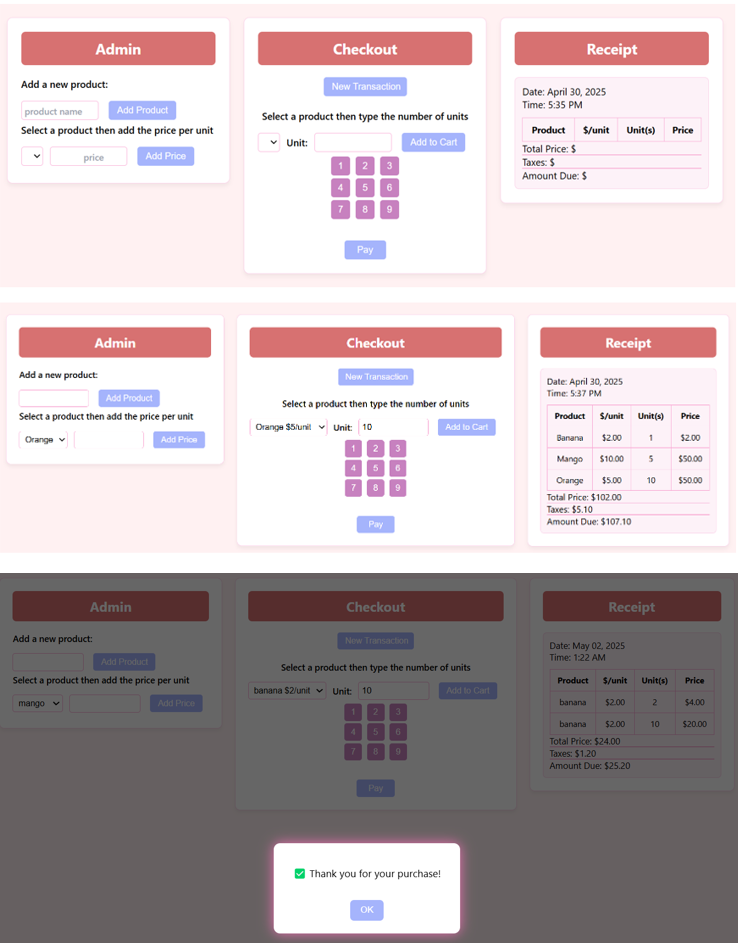 Admin
Add a new product:
product name Add Product
Select a product then add the price per unit
price Add Price
Checkout
New Transaction
Select a product then type the number of units
Unit: Add to Cart
1 2 3
4 5 6
7 8 9
Pay
Receipt
Date: April 30, 2025
Time: 5:35 PM
Product $/unit Unit(s) Price
Total Price: $
Taxes: $
Amount Due: $
Admin
Add a new product:
Add Product
Select a product then add the price per unit
Orange Add Price
Checkout
New Transaction
Select a product then type the number of units
Orange $5/unit Unit: 10 Add to Cart
1 2 3
4 5 6
7 8 9
Pay
Receipt
Date: April 30, 2025
Time: 5:37 PM
Product $/unit Unit(s) Price
Banana $2.00 1 $2.00
Mango $10.00 5 $50.00
Orange $5.00 10 $50.00
Total Price: $102.00
Taxes: $5.10
Amount Due: $107.10
Admin
Add a new product:
Add Product
Select a product then add the price per unit
mango Add Price
Checkout
New Transaction
Select a product then type the number of units
banana $2/unit Unit: 10 Add to Cart
1 2 3
4 5 6
7 8 9
Pay
Receipt
Date: May 02, 2025
Time: 1:22 AM
Product $/unit Unit(s) Price
banana $2.00 2 $4.00
banana $2.00 10 $20.00
Total Price: $24.00
Taxes: $1.20
Amount Due: $25.20
✅ Thank you for your purchase!
OK